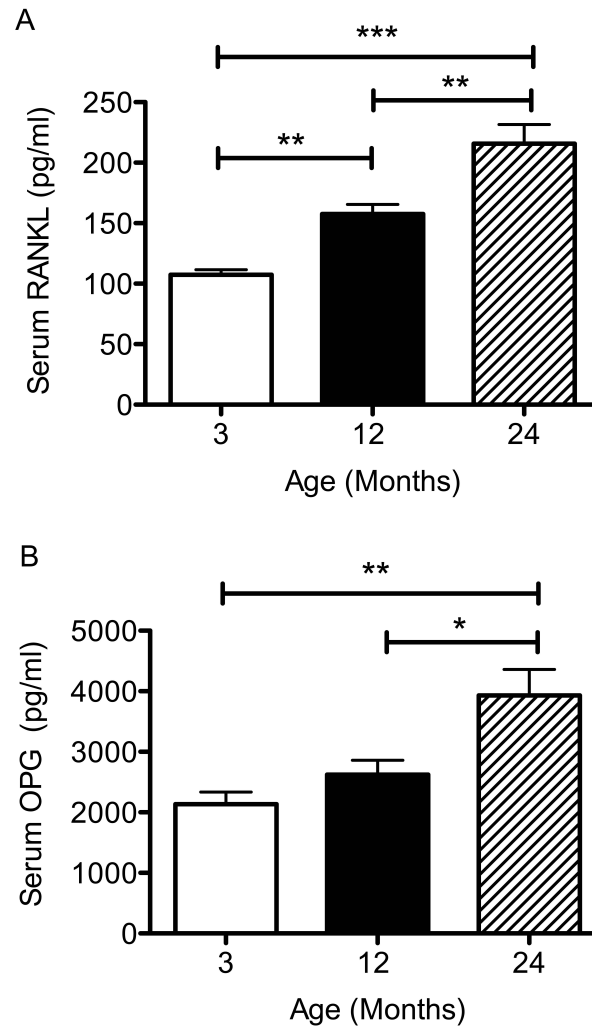 A
***
**
**
250
200
150
100
50
0
Serum RANKL (pg/ml)
3 12 24
Age (Months)
B
**
*
5000
4000
3000
2000
1000
0
Serum OPG (pg/ml)
3 12 24
Age (Months)